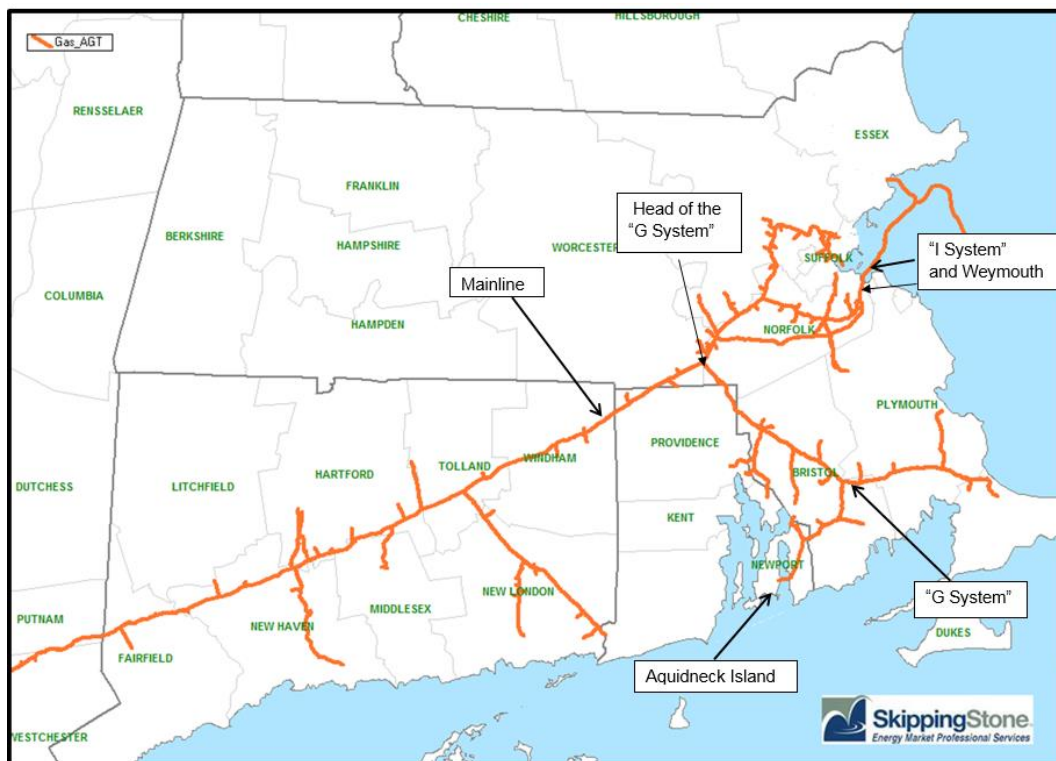 CHESHIRE
HILLSBOROUGH
Gas_AGT
RENSSELAER
ESSEX
FRANKLIN
Head of the
“G System”
BERKSHIRE
HAMPSHIRE
WORCESTER
SUFFOLK
“I System”
and Weymouth
Mainline
COLUMBIA
HAMPDEN
NORFOLK
PLYMOUTH
PROVIDENCE
HARTFORD
TOLLAND
WINDHAM
BRISTOL
DUTCHESS
LITCHFIELD
KENT
NEWPORT
NEW LONDON
“G System”
PUTNAM
MIDDLESEX
NEW HAVEN
DUKES
FAIRFIELD
Aquidneck Island
SkippingStone
Energy Market Professional Services
WESTCHESTER